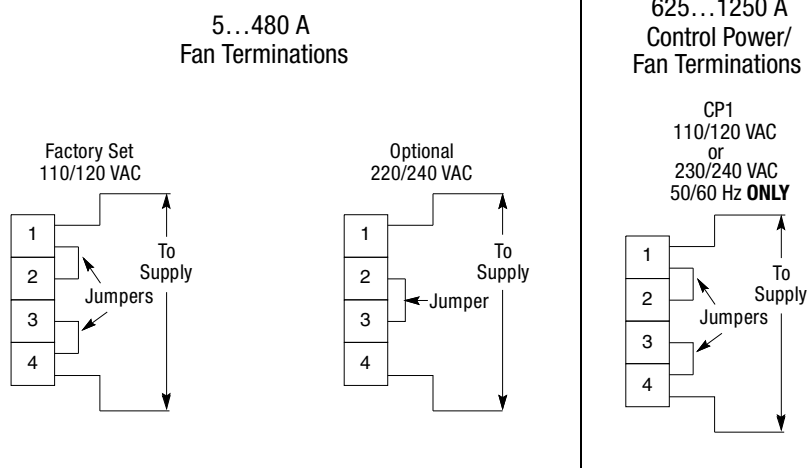 5…480 A
Fan Terminations
Factory Set
110/120 VAC
1
2
3
4
Jumpers
To
Supply
Optional
220/240 VAC
1
2
3
4
Jumper
To
Supply
625…1250 A
Control Power/
Fan Terminations
CP1
110/120 VAC
or
230/240 VAC
50/60 Hz ONLY
1
2
3
4
Jumpers
To
Supply